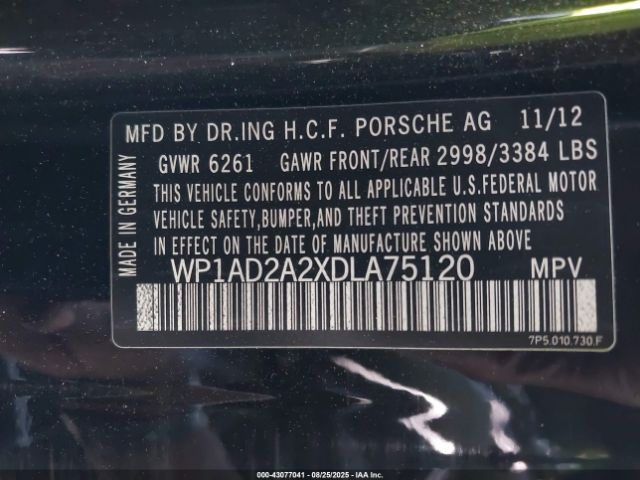 MFD BY DR.ING H.C.F. PORSCHE AG 11/12
GVWR 6261 GAWR FRONT/REAR 2998/3384 LBS
THIS VEHICLE CONFORMS TO ALL APPLICABLE U.S.FEDERAL MOTOR
VEHICLE SAFETY,BUMPER,AND THEFT PREVENTION STANDARDS
IN EFFECT ON THE DATE OF MANUFACTURE SHOWN ABOVE
WP1AD2A2XDLA75120 MPV
7P5.010.730.F
MADE IN GERMANY
000-43077041 - 08/25/2025 - © IAA, Inc.